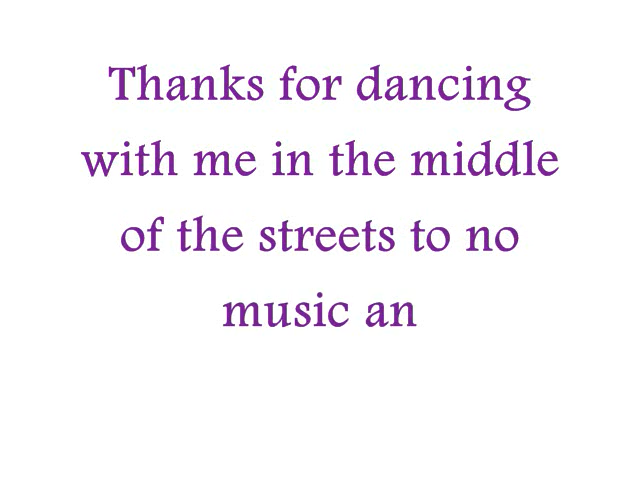 Thanks for dancing
with me in the middle
of the streets to no
music an